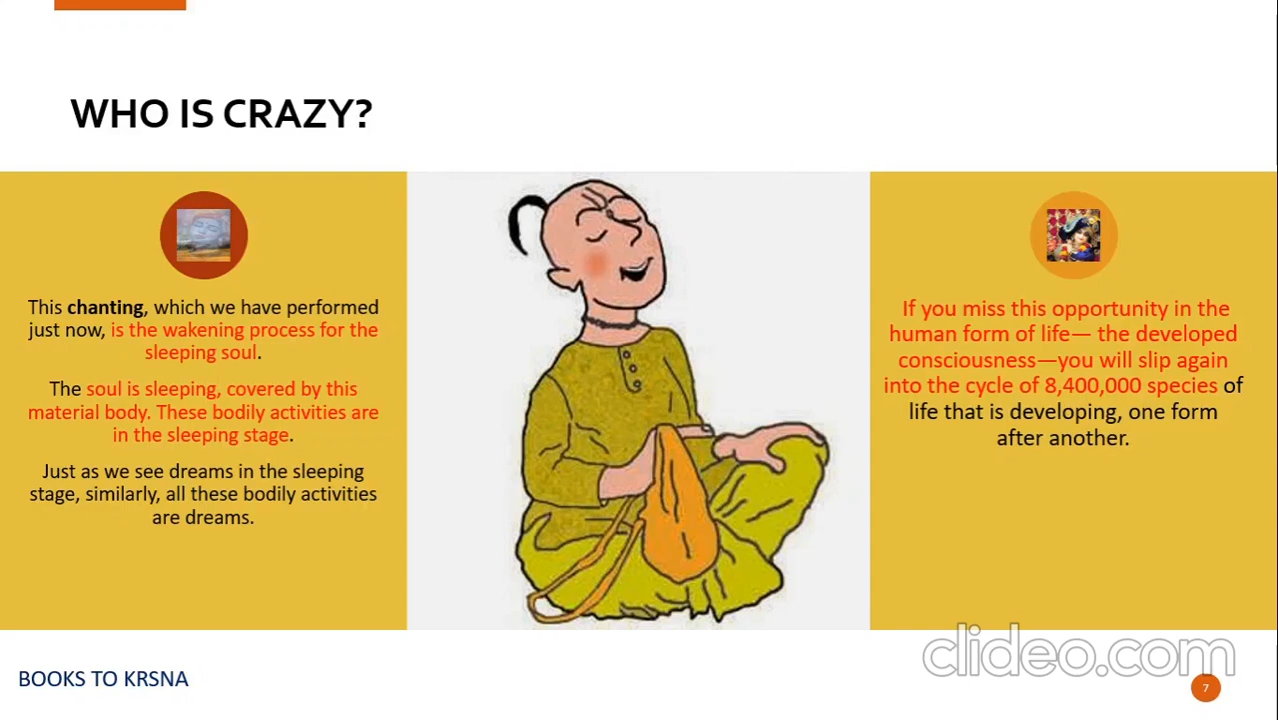 WHO IS CRAZY?
This chanting, which we have performed
just now, is the wakening process for the
sleeping soul.
The soul is sleeping, covered by this
material body. These bodily activities are
in the sleeping stage.
Just as we see dreams in the sleeping
stage, similarly, all these bodily activities
are dreams.
If you miss this opportunity in the
human form of life— the developed
consciousness—you will slip again
into the cycle of 8,400,000 species of
life that is developing, one form
after another.
BOOKS TO KRSNA
clideo.com
7